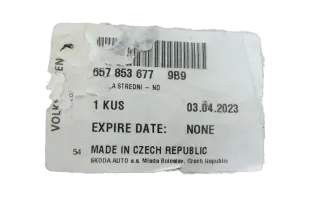 657 853 677 9B9
A STREDNI - ND
1 KUS 03.04.2023
EXPIRE DATE: NONE
54 MADE IN CZECH REPUBLIC
SKODA AUTO a.s. Mlada Boleslav, Czech Republic